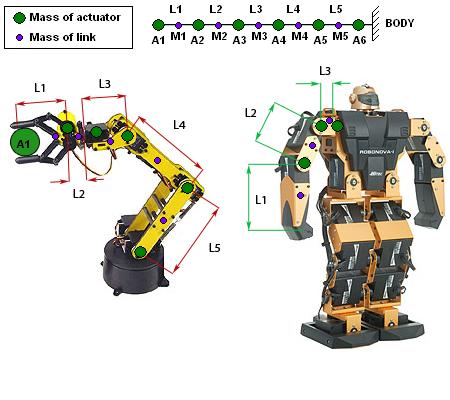 Mass of actuator
Mass of link
L1 L2 L3 L4 L5
BODY
A1 M1 A2 M2 A3 M3 A4 M4 A5 M5 A6
L1
L3
L4
A1
L2
L5
L3
L2
L1
ROBONOVA-I